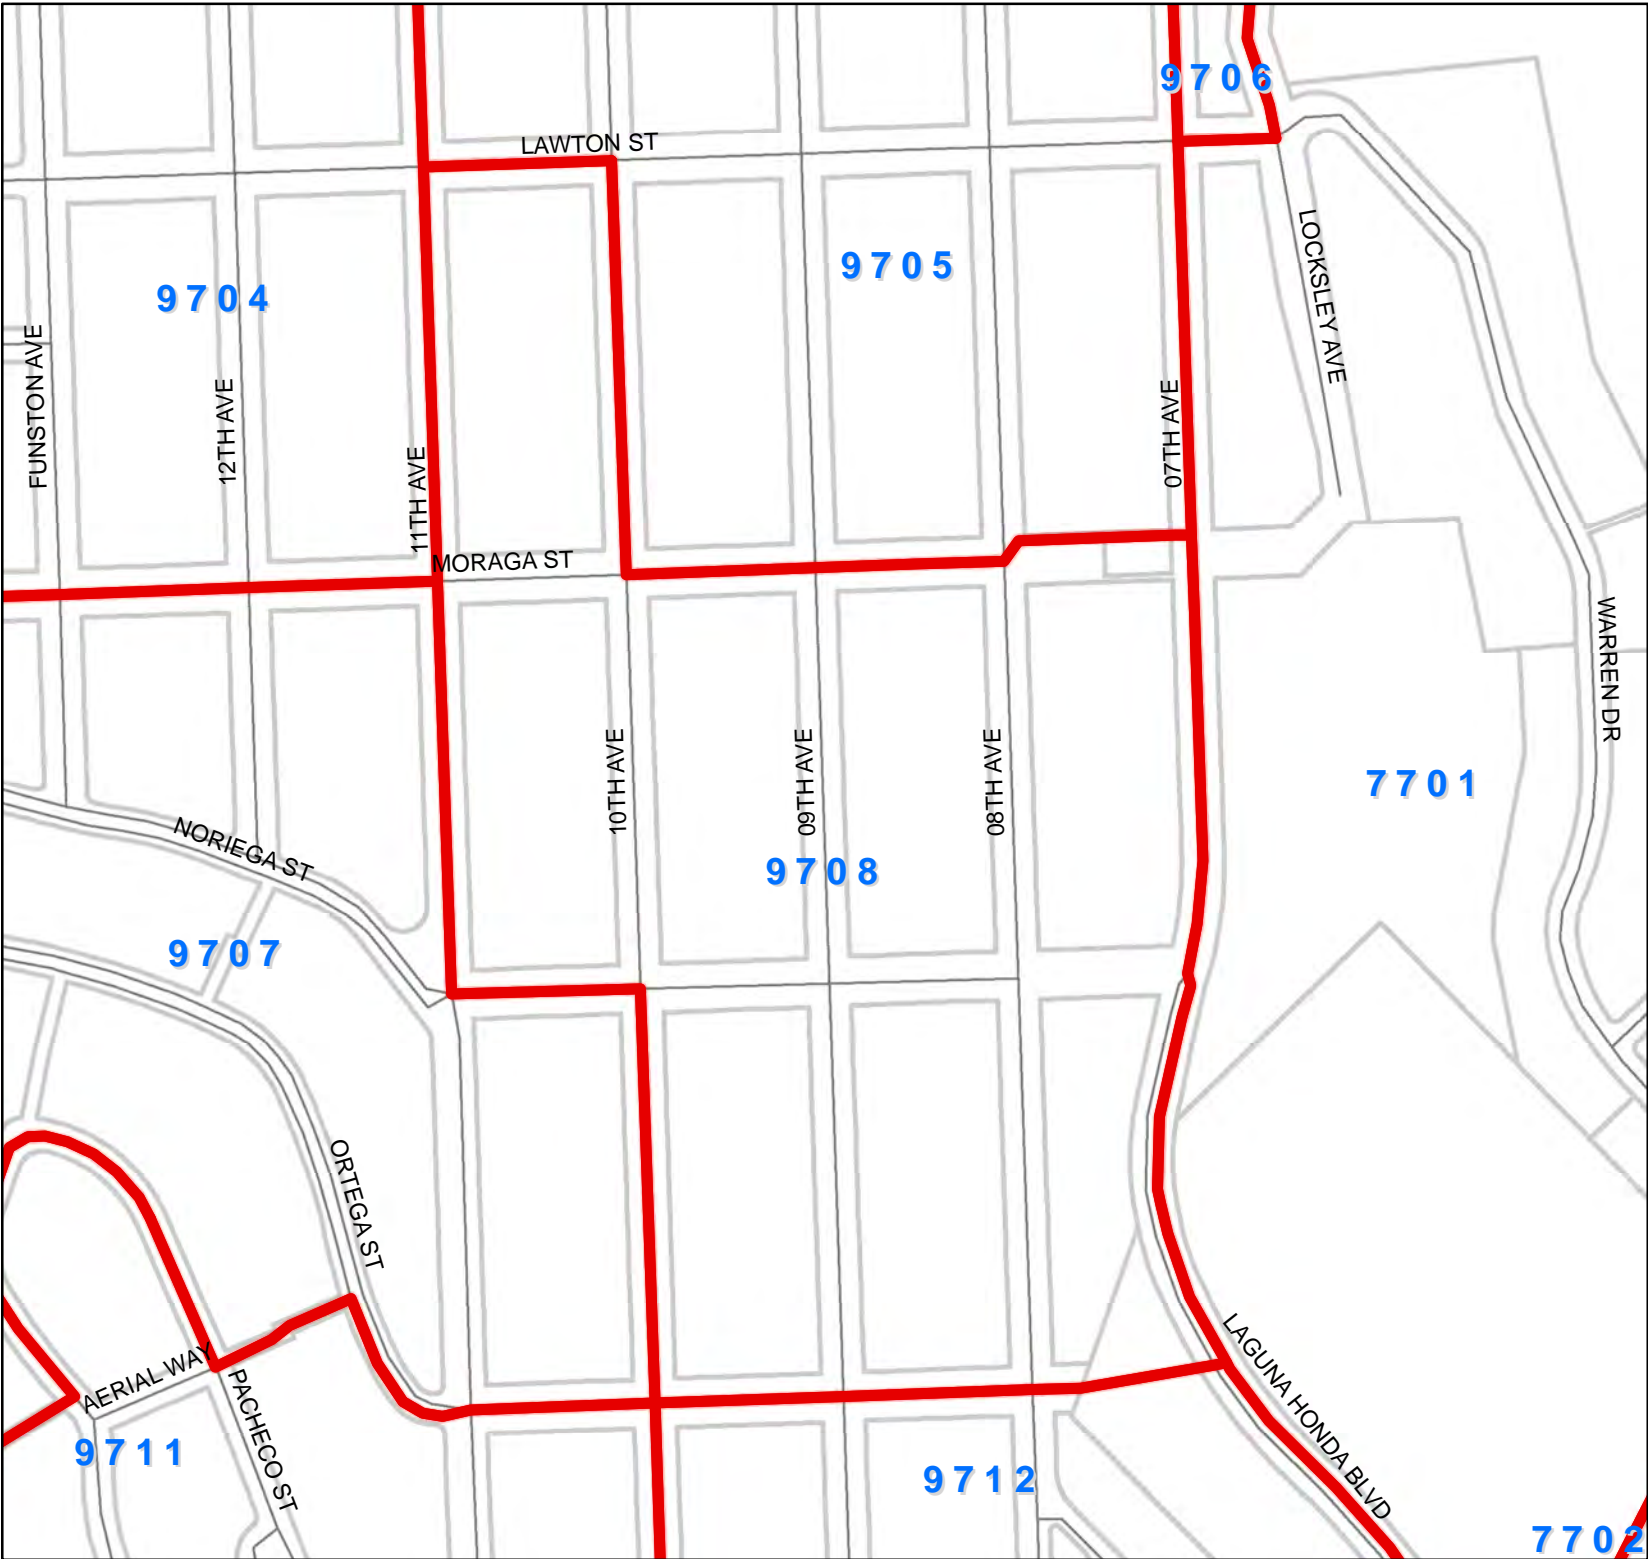 9706
LAWTON ST
9705
9704
LOCKSLEY AVE
FUNSTON AVE
12TH AVE
07TH AVE
11TH AVE
MORAGA ST
WARREN DR
10TH AVE
09TH AVE
08TH AVE
7701
NORIEGA ST
9708
9707
ORTEGA ST
AERIAL WAY
LAGUNA HONDA BLVD
PACHECO ST
9711
9712
7702